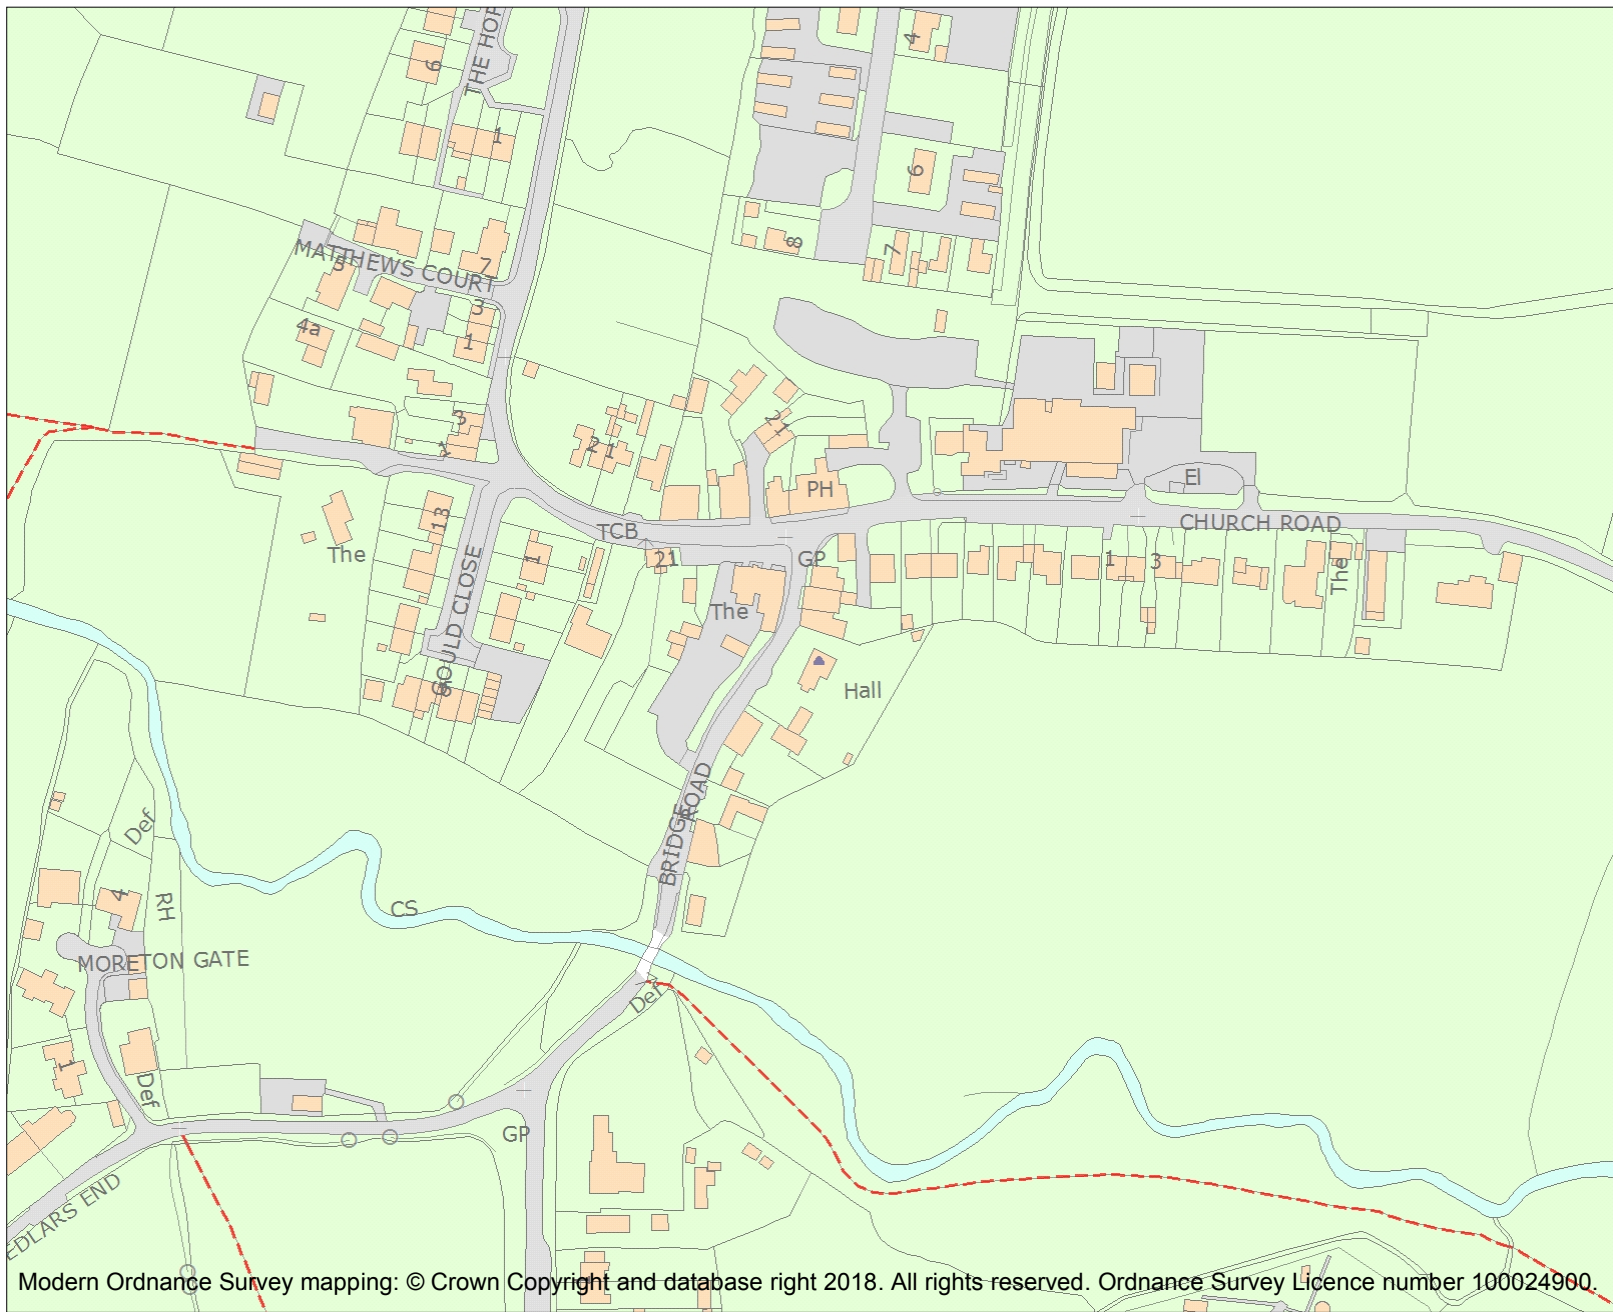 THE HOP
6
4
1
6
MATTHEWS COURT
5
7
8
7
3
4a
1
3
1
2 1
21
PH
El
CHURCH ROAD
13
The
TCB
21
GP
1
1
3
The
GOULD CLOSE
The
Hall
BRIDGE ROAD
Def
4
RH
CS
MORETON GATE
Def
1
Def
GP
EDLARS END
Modern Ordnance Survey mapping: © Crown Copyright and database right 2018. All rights reserved. Ordnance Survey Licence number 100024900.